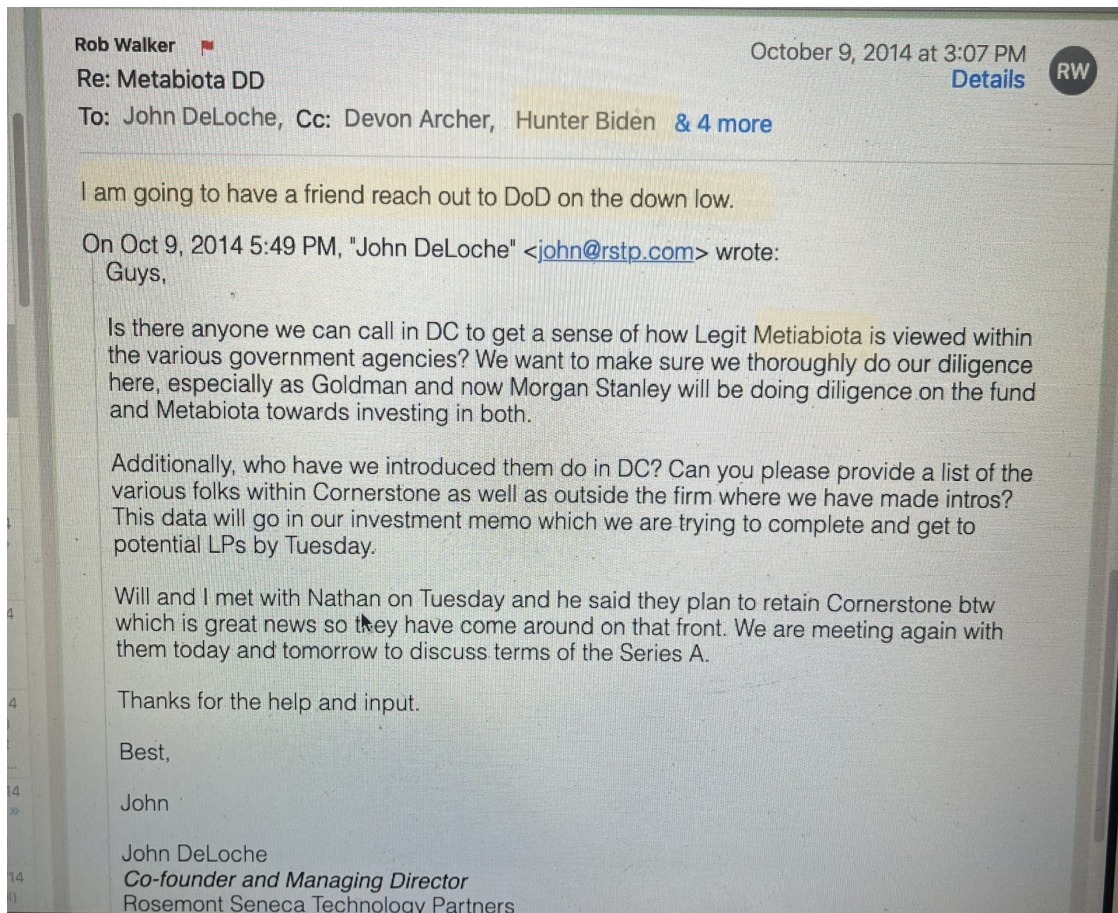 Rob Walker
October 9, 2014 at 3:07 PM
Re: Metabiota DD
Details
RW
To: John DeLoche, Cc: Devon Archer, Hunter Biden & 4 more
I am going to have a friend reach out to DoD on the down low.
On Oct 9, 2014 5:49 PM, "John DeLoche" <john@rstp.com> wrote:
Guys,
Is there anyone we can call in DC to get a sense of how Legit Metiabiota is viewed within
the various government agencies? We want to make sure we thoroughly do our diligence
here, especially as Goldman and now Morgan Stanley will be doing diligence on the fund
and Metabiota towards investing in both.
Additionally, who have we introduced them do in DC? Can you please provide a list of the
various folks within Cornerstone as well as outside the firm where we have made intros?
This data will go in our investment memo which we are trying to complete and get to
potential LPs by Tuesday.
Will and I met with Nathan on Tuesday and he said they plan to retain Cornerstone btw
which is great news so they have come around on that front. We are meeting again with
them today and tomorrow to discuss terms of the Series A.
Thanks for the help and input.
Best,
John
John DeLoche
Co-founder and Managing Director
Rosemont Seneca Technology Partners
4
4
14
14